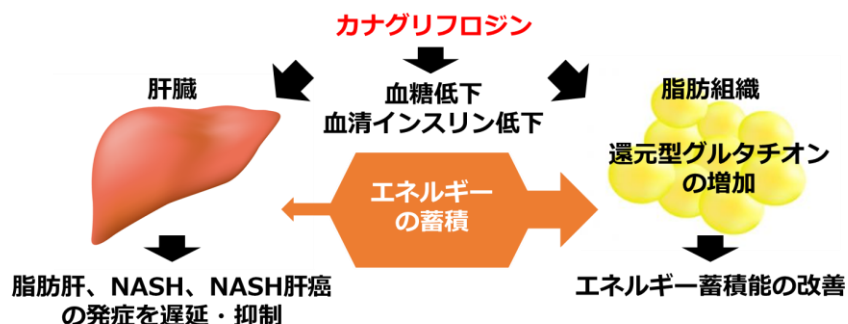 カナグリフロジン
肝臓
血糖低下
血清インスリン低下
脂肪組織
還元型グルタチオン
の増加
エネルギー
の蓄積
脂肪肝、NASH、NASH肝癌
の発症を遅延・抑制
エネルギー蓄積能の改善